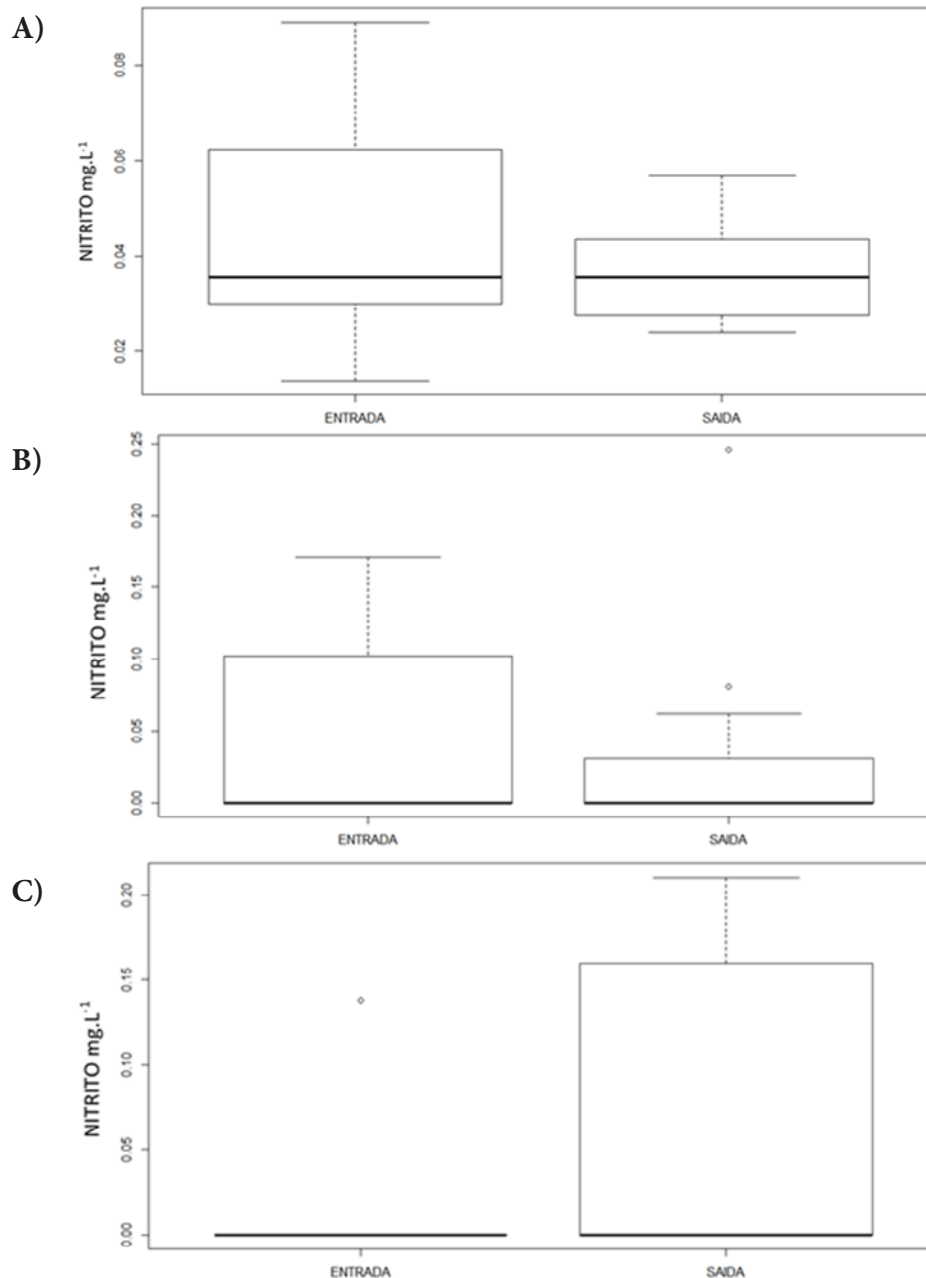 A)
NITRITO mg.L⁻¹
0.08
0.06
0.04
0.02
ENTRADA SAIDA
B)
NITRITO mg.L⁻¹
0.25
0.20
0.15
0.10
0.05
0.00
ENTRADA SAIDA
C)
NITRITO mg.L⁻¹
0.20
0.15
0.10
0.05
0.00
ENTRADA SAIDA